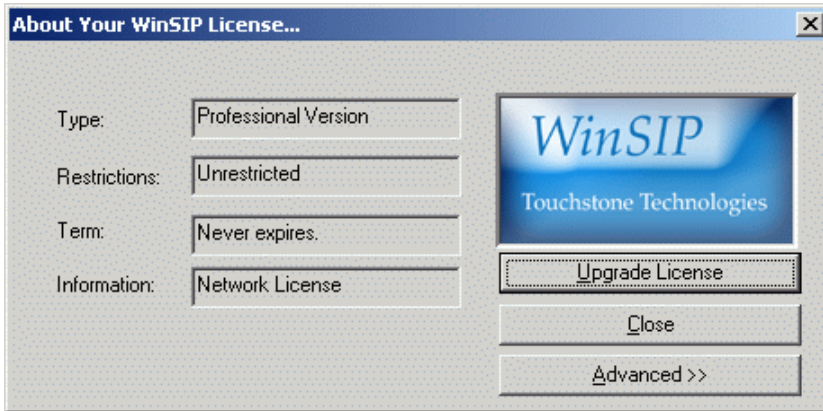 About Your WinSIP License...
Type:
Professional Version
Restrictions:
Unrestricted
Term:
Never expires.
Information:
Network License
WinSIP
Touchstone Technologies
Upgrade License
Close
Advanced >>